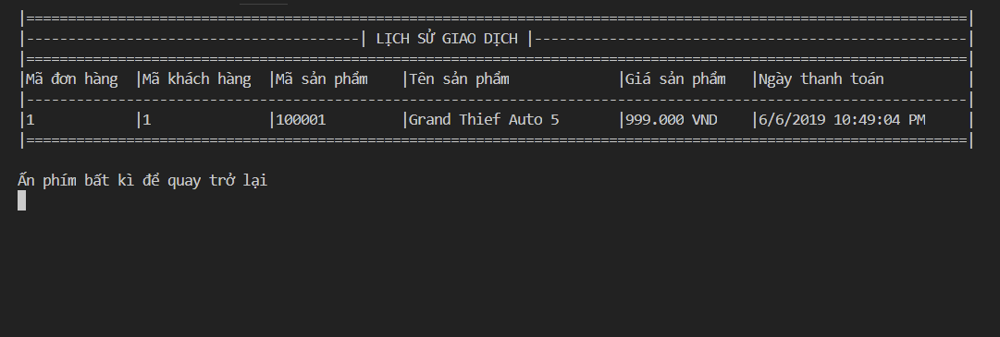 LỊCH SỬ GIAO DỊCH
Mã đơn hàng |Mã khách hàng |Mã sản phẩm |Tên sản phẩm |Giá sản phẩm |Ngày thanh toán
1 |1 |100001 |Grand Thief Auto 5 |999.000 VND |6/6/2019 10:49:04 PM
Ấn phím bất kì để quay trở lại